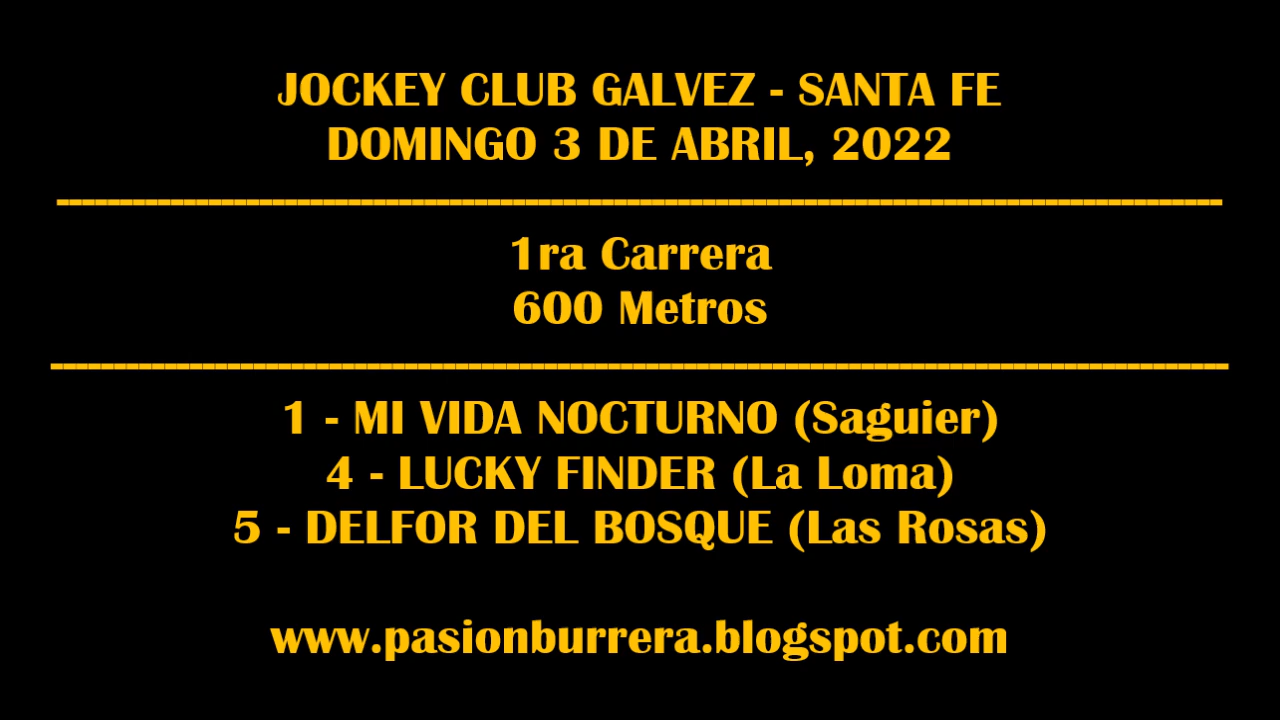 JOCKEY CLUB GALVEZ - SANTA FE
DOMINGO 3 DE ABRIL, 2022
1ra Carrera
600 Metros
1 - MI VIDA NOCTURNO (Saguier)
4 - LUCKY FINDER (La Loma)
5 - DELFOR DEL BOSQUE (Las Rosas)
www.pasionburrera.blogspot.com